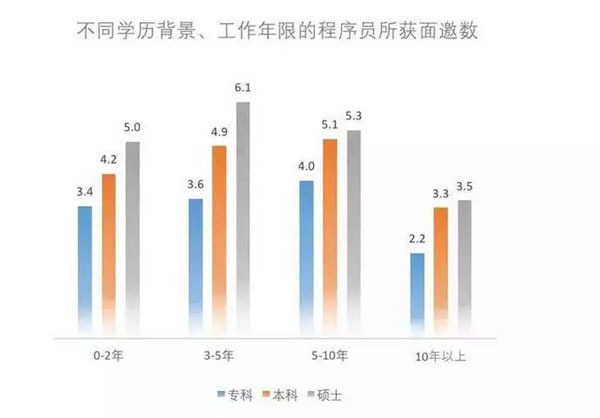 不同学历背景、工作年限的程序员所获面邀数
3.4 4.2 5.0 3.6 4.9 6.1 4.0 5.1 5.3 2.2 3.3 3.5
0-2年 3-5年 5-10年 10年以上
专科 本科 硕士